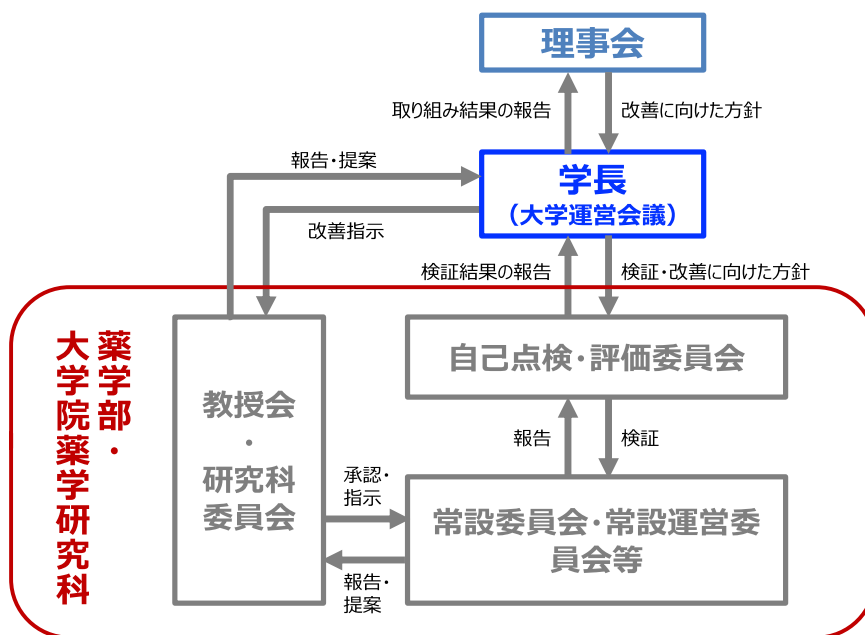 理事会
取り組み結果の報告
改善に向けた方針
報告・提案
学長
（大学運営会議）
改善指示
検証結果の報告
検証・改善に向けた方針
薬学部・
大学院薬学研究科
教授会
・
研究科
委員会
自己点検・評価委員会
報告
検証
承認・
指示
常設委員会・常設運営委
員会等
報告・
提案